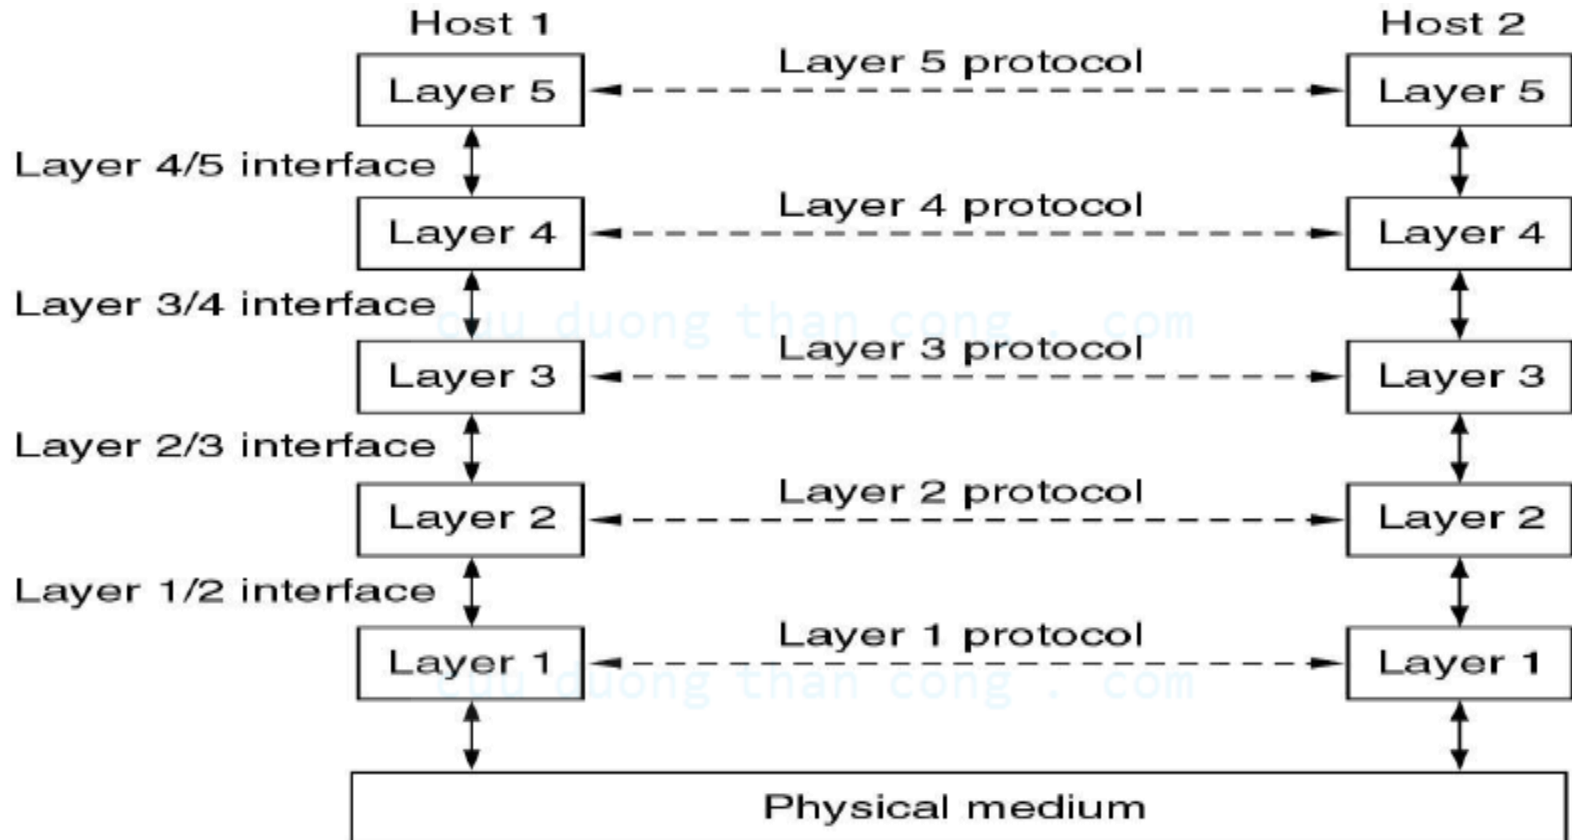 Host 1
Host 2
Layer 5 protocol
Layer 5
Layer 5
Layer 4/5 interface
Layer 4 protocol
Layer 4
Layer 4
Layer 3/4 interface
cuu duong than cong . com
Layer 3 protocol
Layer 3
Layer 3
Layer 2/3 interface
Layer 2 protocol
Layer 2
Layer 2
Layer 1/2 interface
Layer 1 protocol
Layer 1
Layer 1
cuu duong than cong . com
Physical medium